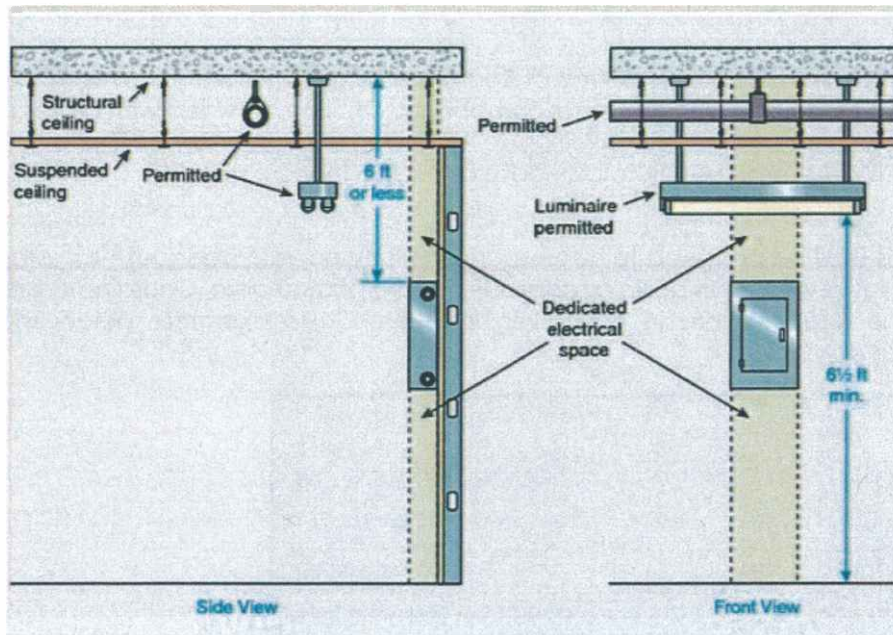 Structural
ceiling
Suspended
ceiling
Permitted
6 ft
or less
Permitted
Luminaire
permitted
Dedicated
electrical
space
6½ ft
min.
Side View
Front View